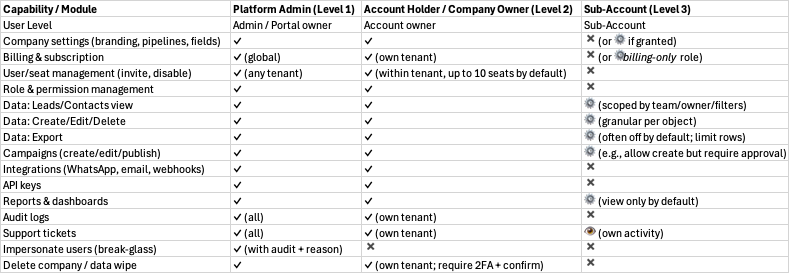 Capability / Module Platform Admin (Level 1) Account Holder / Company Owner (Level 2) Sub-Account (Level 3)
User Level Admin / Portal owner Account owner Sub-Account
Company settings (branding, pipelines, fields) ✓ ✓ ✕ (or ⚙ if granted)
Billing & subscription ✓ (global) ✓ (own tenant) ✕ (or ⚙ billing-only role)
User/seat management (invite, disable) ✓ (any tenant) ✓ (within tenant, up to 10 seats by default) ✕
Role & permission management ✓ ✓ ✕
Data: Leads/Contacts view ✓ ✓ ⚙ (scoped by team/owner/filters)
Data: Create/Edit/Delete ✓ ✓ ⚙ (granular per object)
Data: Export ✓ ✓ ⚙ (often off by default; limit rows)
Campaigns (create/edit/publish) ✓ ✓ ⚙ (e.g., allow create but require approval)
Integrations (WhatsApp, email, webhooks) ✓ ✓ ✕
API keys ✓ ✓ ✕
Reports & dashboards ✓ ✓ ⚙ (view only by default)
Audit logs ✓ (all) ✓ (own tenant) ✕
Support tickets ✓ (all) ✓ (own tenant) 👁 (own activity)
Impersonate users (break-glass) ✓ (with audit + reason) ✕ ✕
Delete company / data wipe ✓ ✓ (own tenant; require 2FA + confirm) ✕